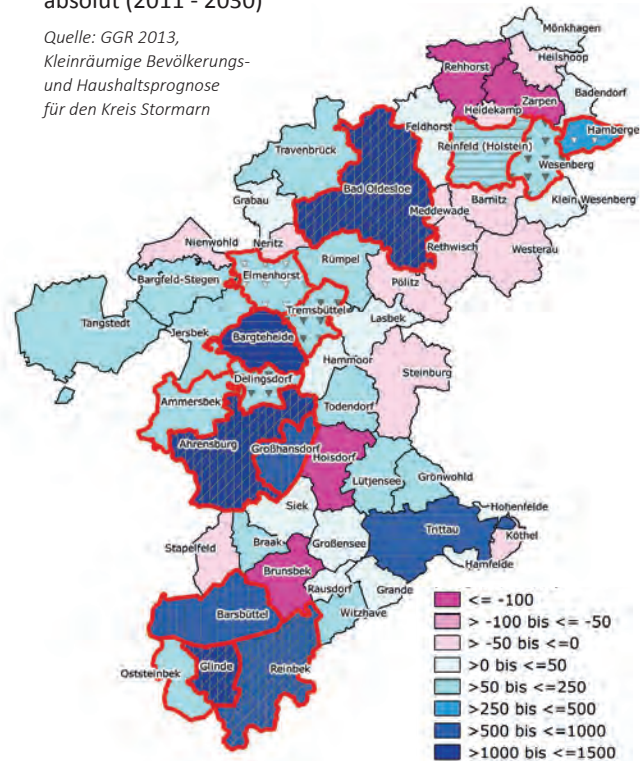 absolut (2011 - 2030)
Quelle: GGR 2013,
Kleinräumige Bevölkerungs-
und Haushaltsprognose
für den Kreis Stormarn
Mönkhagen
Rehhorst
Heilshoop
Badendorf
Zarpen
Heidekamp
Feldhorst
Hamberge
Reinfeld (Holstein)
Travenbrück
Wesenberg
Bad Oldesloe
Barnitz
Klein Wesenberg
Grabau
Meddewade
Nienwohld
Neritz
Rethwisch
Westerau
Rümpel
Elmenhorst
Bargfeld-Stegen
Pölitz
Tremsbüttel
Tangstedt
Lasbek
Jersbek
Bargteheide
Hammoor
Steinburg
Delingsdorf
Ammersbek
Todendorf
Ahrensburg
Großhansdorf
Hoisdorf
Grönwohld
Lütjensee
Siek
Hohenfelde
Trittau
Köthel
Braak
Großensee
Stapelfeld
Hamfelde
Brunsbek
Rausdorf
Grande
Barsbüttel
Witzhave
Glinde
Reinbek
Oststeinbek
<= -100
> -100 bis <= -50
> -50 bis <=0
>0 bis <=50
>50 bis <=250
>250 bis <=500
>500 bis <=1000
>1000 bis <=1500